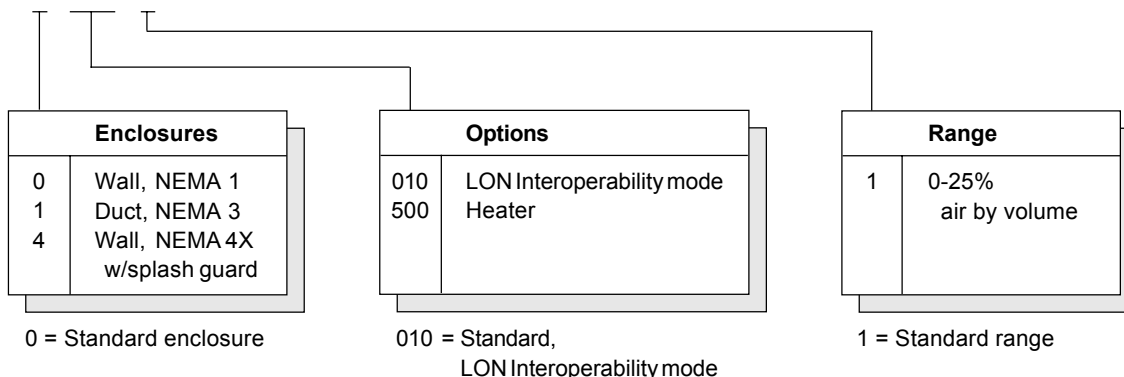 Enclosures
0 Wall, NEMA 1
1 Duct, NEMA 3
4 Wall, NEMA 4X
w/splash guard
0 = Standard enclosure
Options
010 LON Interoperability mode
500 Heater
010 = Standard,
LON Interoperability mode
Range
1 0-25%
air by volume
1 = Standard range